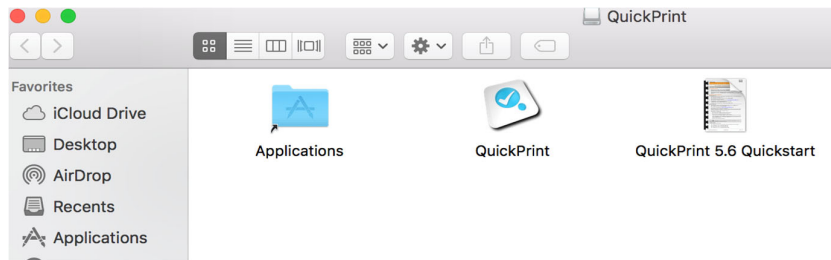 QuickPrint
Favorites
iCloud Drive
Desktop
AirDrop
Recents
Applications
Applications
QuickPrint
QuickPrint 5.6 Quickstart